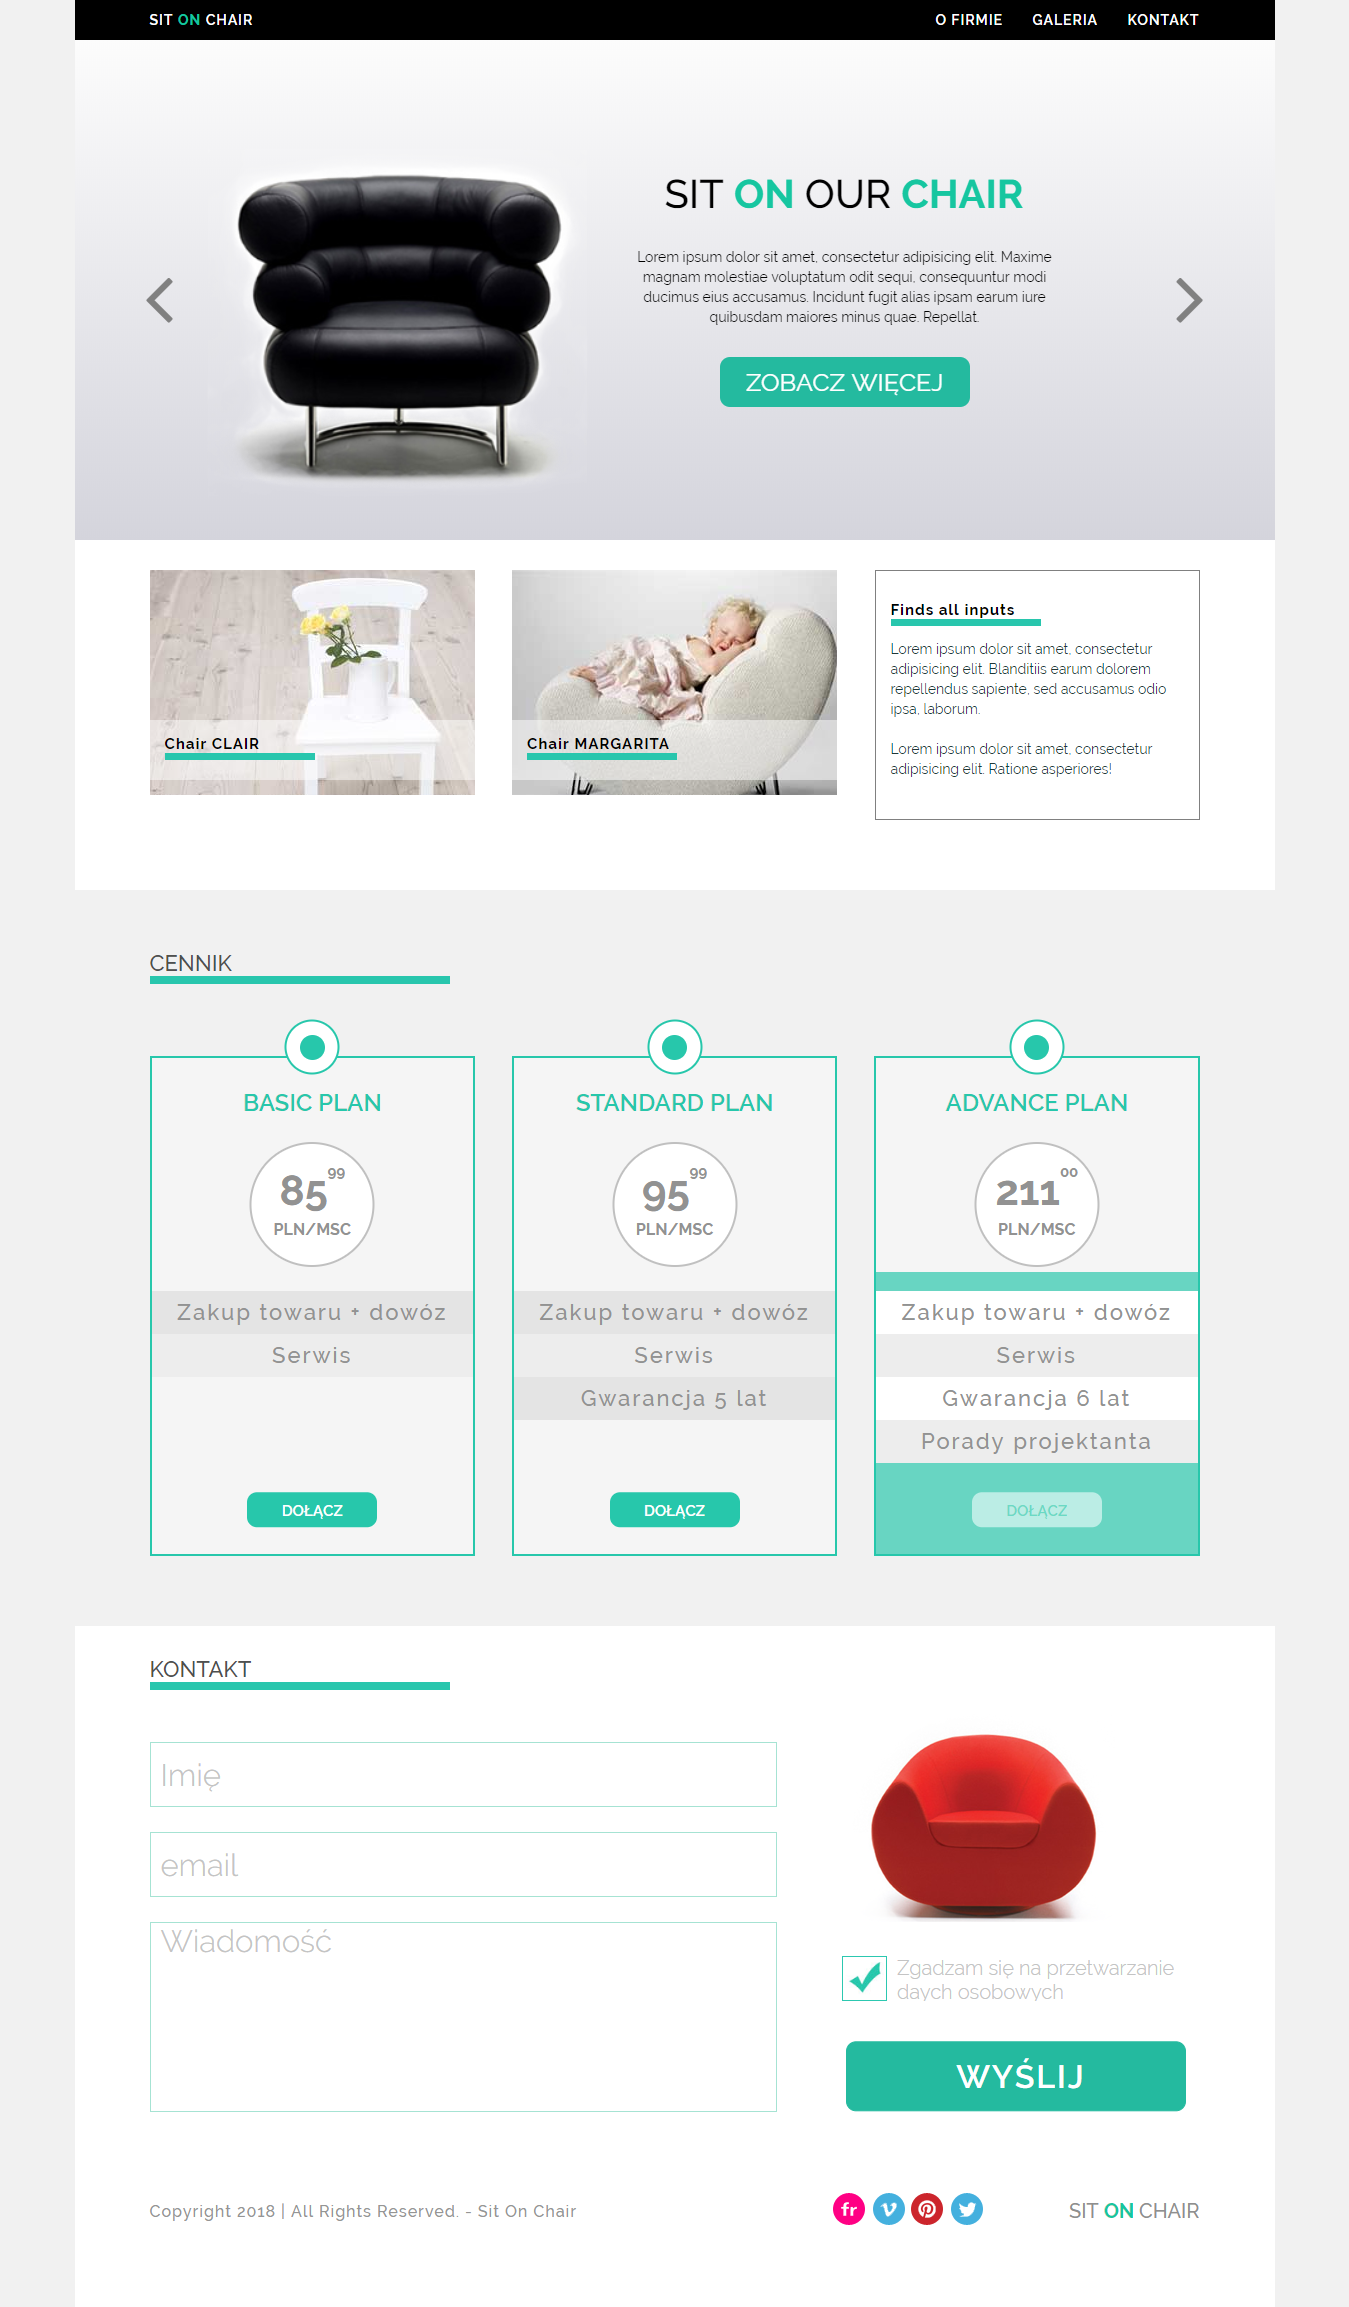 SIT ON CHAIR
O FIRMIE GALERIA KONTAKT
SIT ON OUR CHAIR
Lorem ipsum dolor sit amet, consectetur adipisicing elit. Maxime
magnam molestiae voluptatum odit sequi, consequuntur modi
ducimus eius accusamus. Incidunt fugit alias ipsam earum iure
quibusdam maiores minus quae. Repellat.
ZOBACZ WIĘCEJ
Chair CLAIR
Chair MARGARITA
Finds all inputs
Lorem ipsum dolor sit amet, consectetur
adipisicing elit. Blanditiis earum dolorem
repellendus sapiente, sed accusamus odio
ipsa, laborum.
Lorem ipsum dolor sit amet, consectetur
adipisicing elit. Ratione asperiores!
CENNIK
BASIC PLAN
85 99
PLN/MSC
Zakup towaru + dowóz
Serwis
DOŁĄCZ
STANDARD PLAN
95 99
PLN/MSC
Zakup towaru + dowóz
Serwis
Gwarancja 5 lat
DOŁĄCZ
ADVANCE PLAN
211 00
PLN/MSC
Zakup towaru + dowóz
Serwis
Gwarancja 6 lat
Porady projektanta
DOŁĄCZ
KONTAKT
Imię
email
Wiadomość
Zgadzam się na przetwarzanie
daych osobowych
WYŚLIJ
Copyright 2018 | All Rights Reserved. - Sit On Chair
fr
SIT ON CHAIR